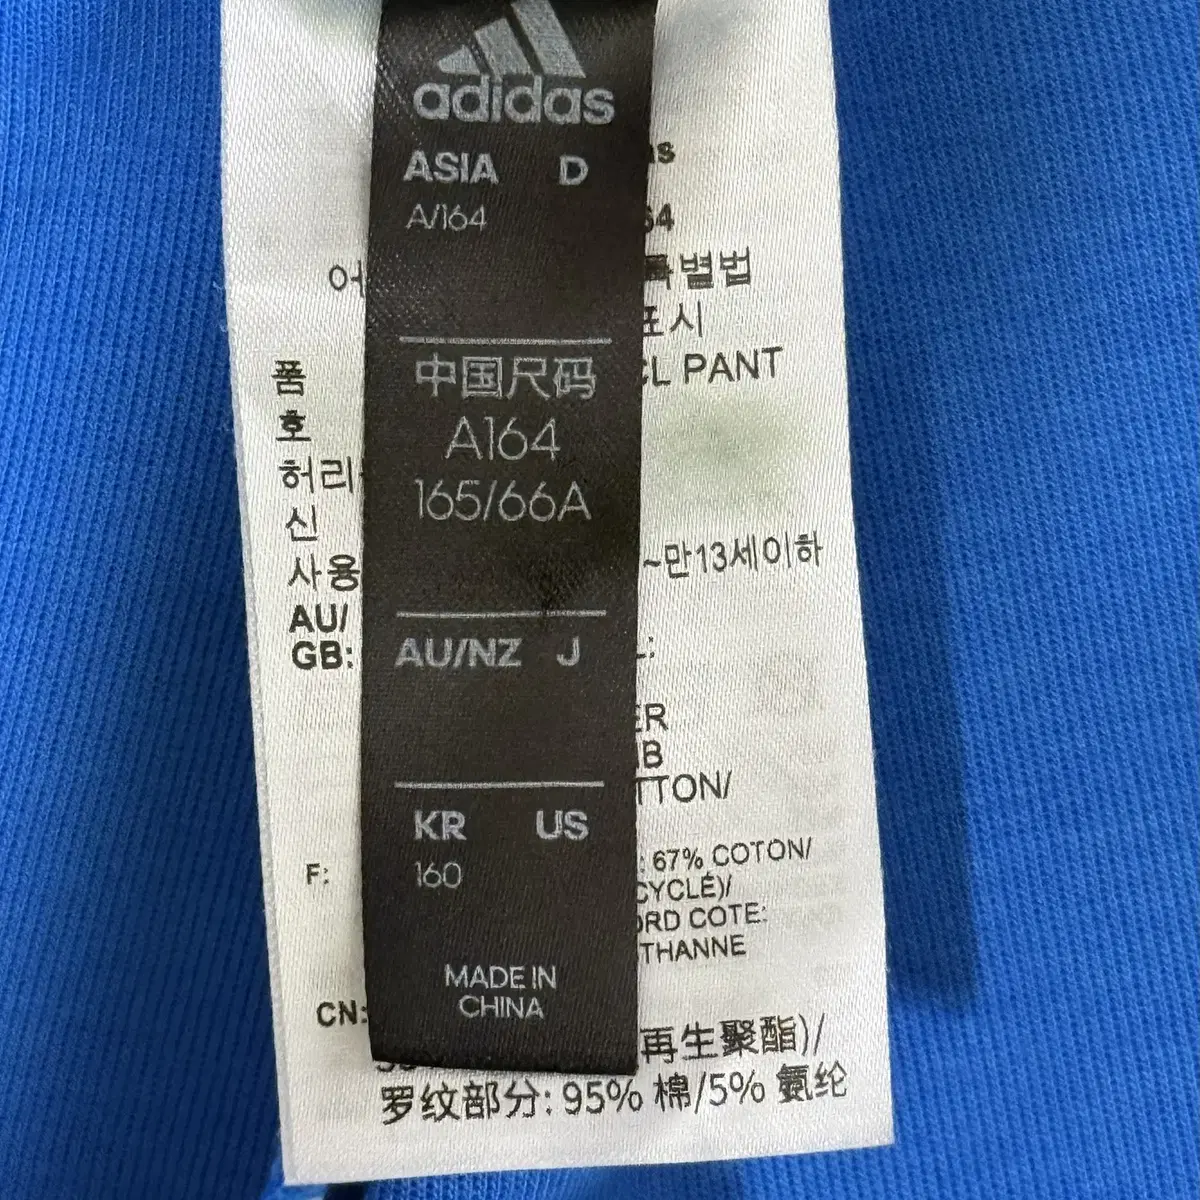 adidas
ASIA D
A/164
中国尺码
A164
165/66A
AU/NZ J
KR US
160
MADE IN
CHINA
64
어
특별법
표시
품
CL PANT
호
허리
신
사용
~만13세이하
AU/
GB:
L:
ER
B
TTON/
F:
: 67% COTON/
CYCLÉ)/
ORD COTE:
THANNE
CN:
再生聚酯)/
罗纹部分: 95% 棉/5% 氨纶